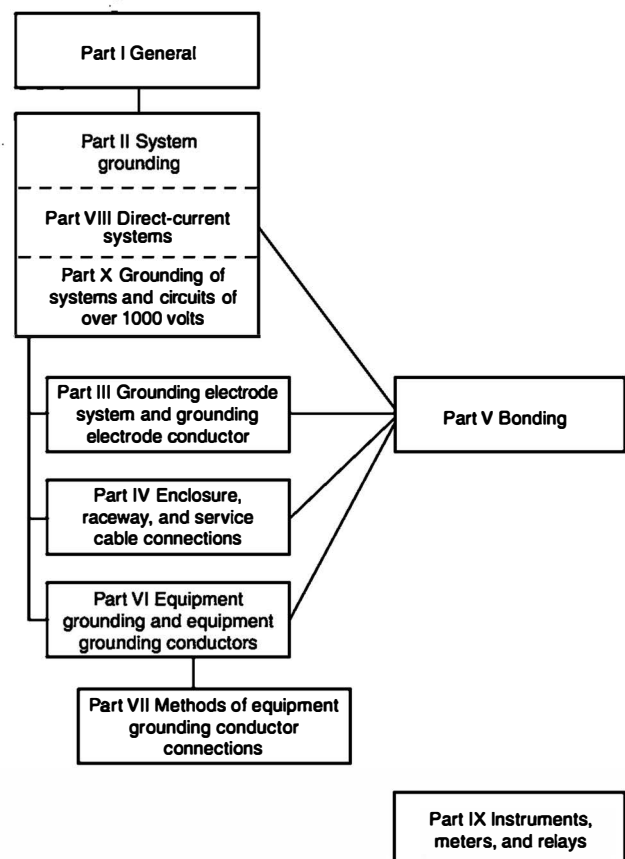 Part I General
Part II System
grounding
Part VIII Direct-current
systems
Part X Grounding of
systems and circuits of
over 1000 volts
Part III Grounding electrode
system and grounding
electrode conductor
Part V Bonding
Part IV Enclosure,
raceway, and service
cable connections
Part VI Equipment
grounding and equipment
grounding conductors
Part VII Methods of equipment
grounding conductor
connections
Part IX Instruments,
meters, and relays